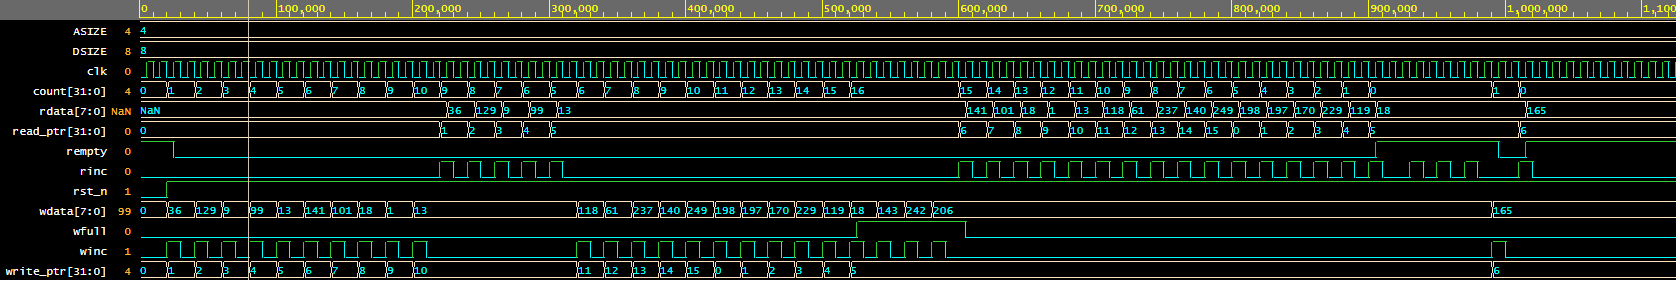 0 100,000 200,000 300,000 400,000 500,000 600,000 700,000 800,000 900,000 1,000,000 1,100
ASIZE 4 4
DSIZE 8 8
clk 0
count[31:0] 4 0 1 2 3 4 5 6 7 8 9 10 9 8 7 6 5 6 7 8 9 10 11 12 13 14 15 16 15 14 13 12 11 10 9 8 7 6 5 4 3 2 1 0 1 0
rdata[7:0] NaN NaN 36 129 9 99 13 141 101 18 1 13 118 61 237 140 249 198 197 170 229 119 18 165
read_ptr[31:0] 0 0 1 2 3 4 5 6 7 8 9 10 11 12 13 14 15 0 1 2 3 4 5 6
rempty 0
rinc 0
rst_n 1
wdata[7:0] 99 0 36 129 9 99 13 141 101 18 1 13 118 61 237 140 249 198 197 170 229 119 18 143 242 206 165
wfull 0
winc 1
write_ptr[31:0] 4 0 1 2 3 4 5 6 7 8 9 10 11 12 13 14 15 0 1 2 3 4 5 6